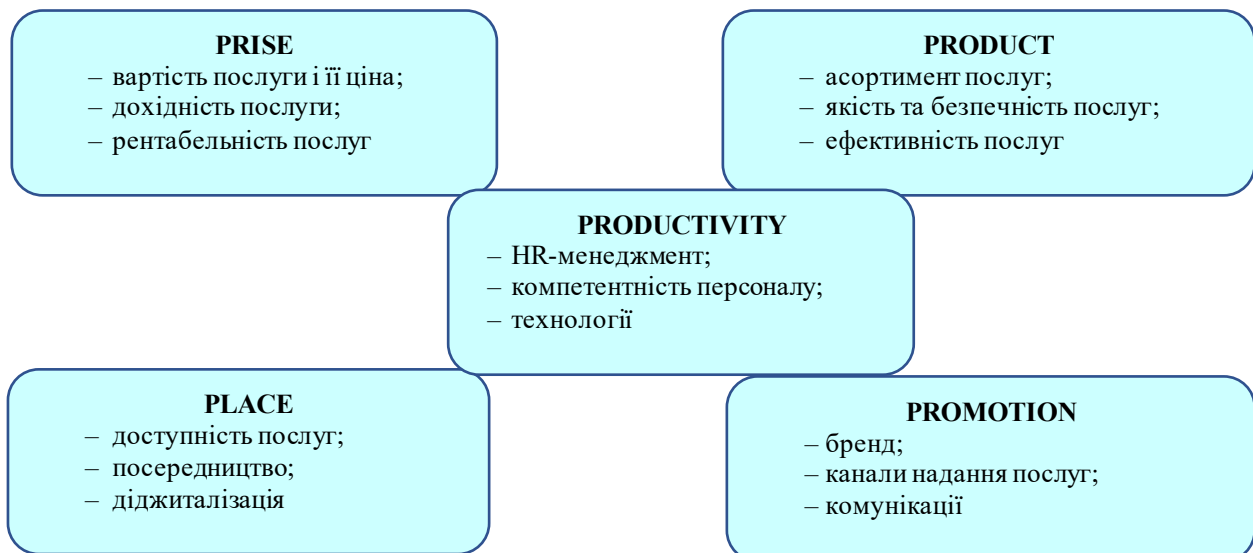 PRISE
– вартість послуги і її ціна;
– дохідність послуги;
– рентабельність послуг
PRODUCT
– асортимент послуг;
– якість та безпечність послуг;
– ефективність послуг
PRODUCTIVITY
– HR-менеджмент;
– компетентність персоналу;
– технології
PLACE
– доступність послуг;
– посередництво;
– діджиталізація
PROMOTION
– бренд;
– канали надання послуг;
– комунікації